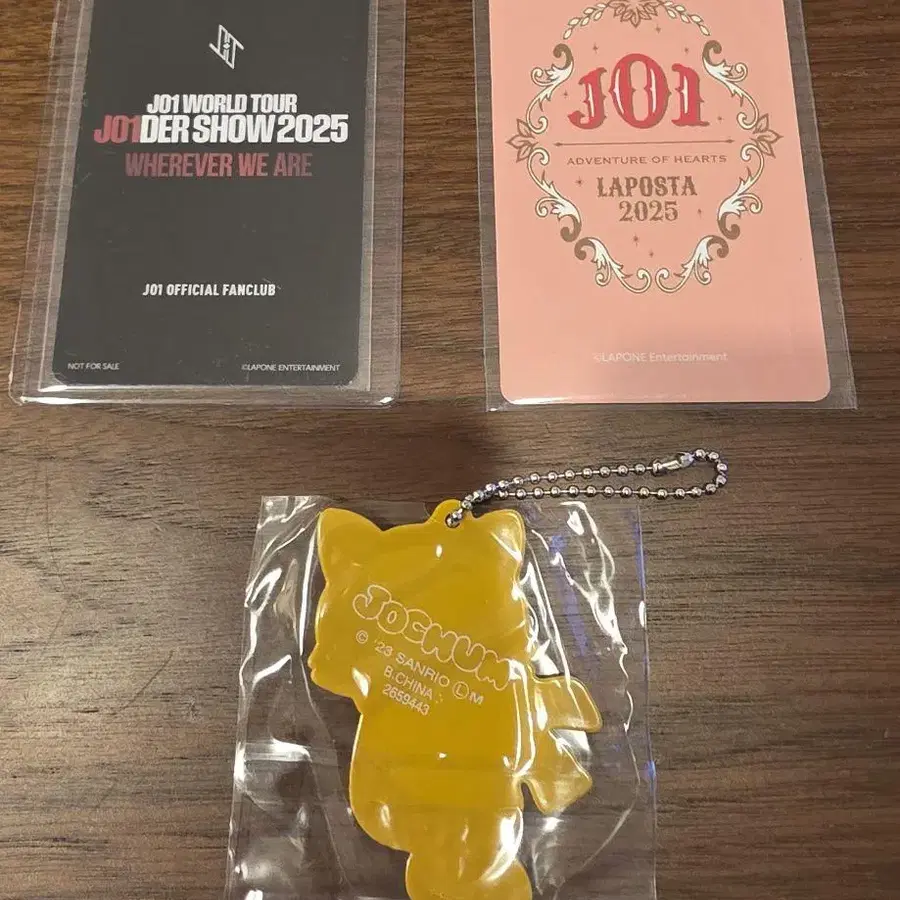 JO1 WORLD TOUR
JO1DER SHOW 2025
WHEREVER WE ARE
JO1 OFFICIAL FANCLUB
NOT FOR SALE
©LAPONE ENTERTAINMENT
JO1
ADVENTURE OF HEARTS
LAPOSTA
2025
©LAPONE Entertainment
JOCHUM
© '23 SANRIO Ⓛ M
B.CHINA
2659443